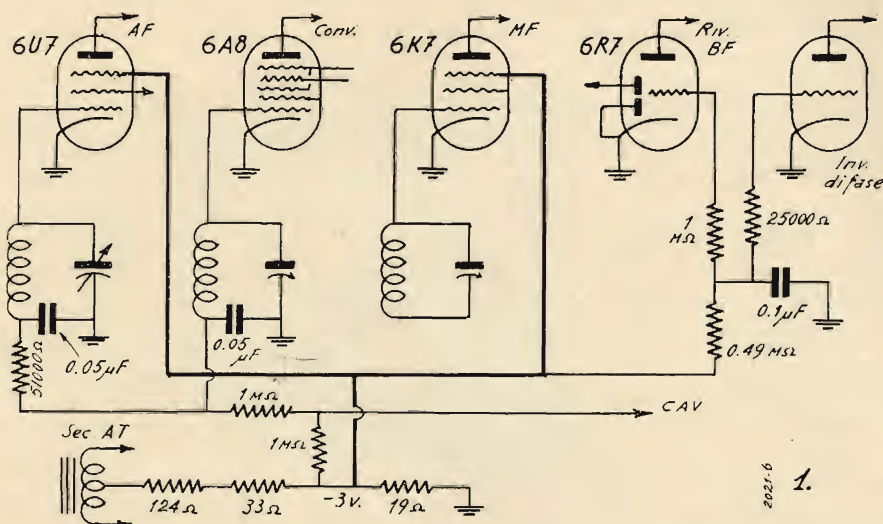 6U7
AF
6A8
Conv.
6K7
MF
6R7
Riv.
BF
Inv.
di fase
1
MΩ
25000Ω
0.1μF
0.49 MΩ
0.05μF
0.05
μF
51000Ω
1MΩ
CAV
1MΩ
Sec. AT
124Ω
33Ω
-3v.
19Ω
2021-6
1.